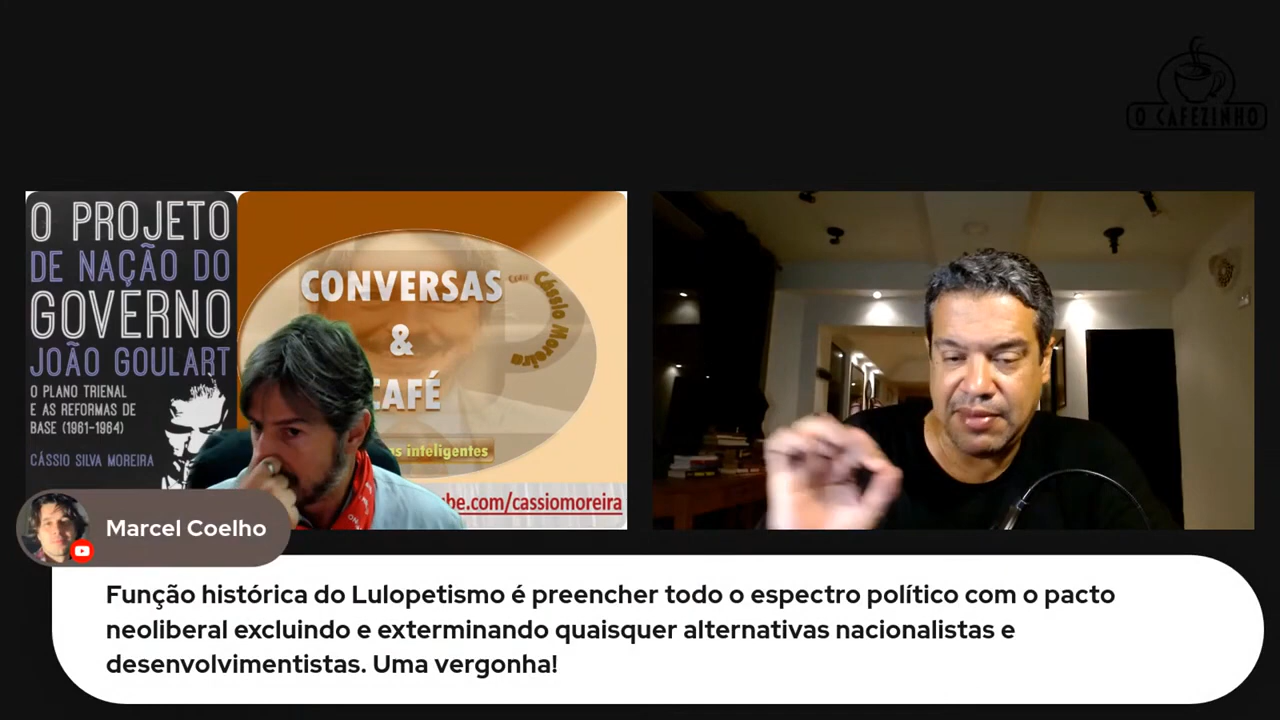 O CAFEZINHO
O PROJETO
DE NAÇÃO DO
GOVERNO
JOÃO GOULART
O PLANO TRIENAL
E AS REFORMAS DE
BASE (1961-1964)
CÁSSIO SILVA MOREIRA
CONVERSAS
&
CAFÉ
com
Cássio Moreira
as inteligentes
be.com/cassiomoreira
Marcel Coelho
Função histórica do Lulopetismo é preencher todo o espectro político com o pacto
neoliberal excluindo e exterminando quaisquer alternativas nacionalistas e
desenvolvimentistas. Uma vergonha!